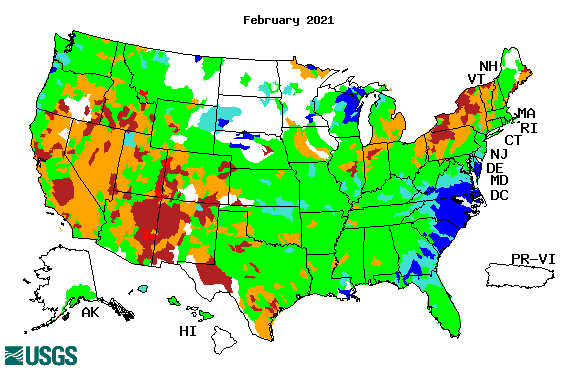 February 2021
NH
VT
MA
RI
CT
NJ
DE
MD
DC
PR-VI
AK
HI
USGS